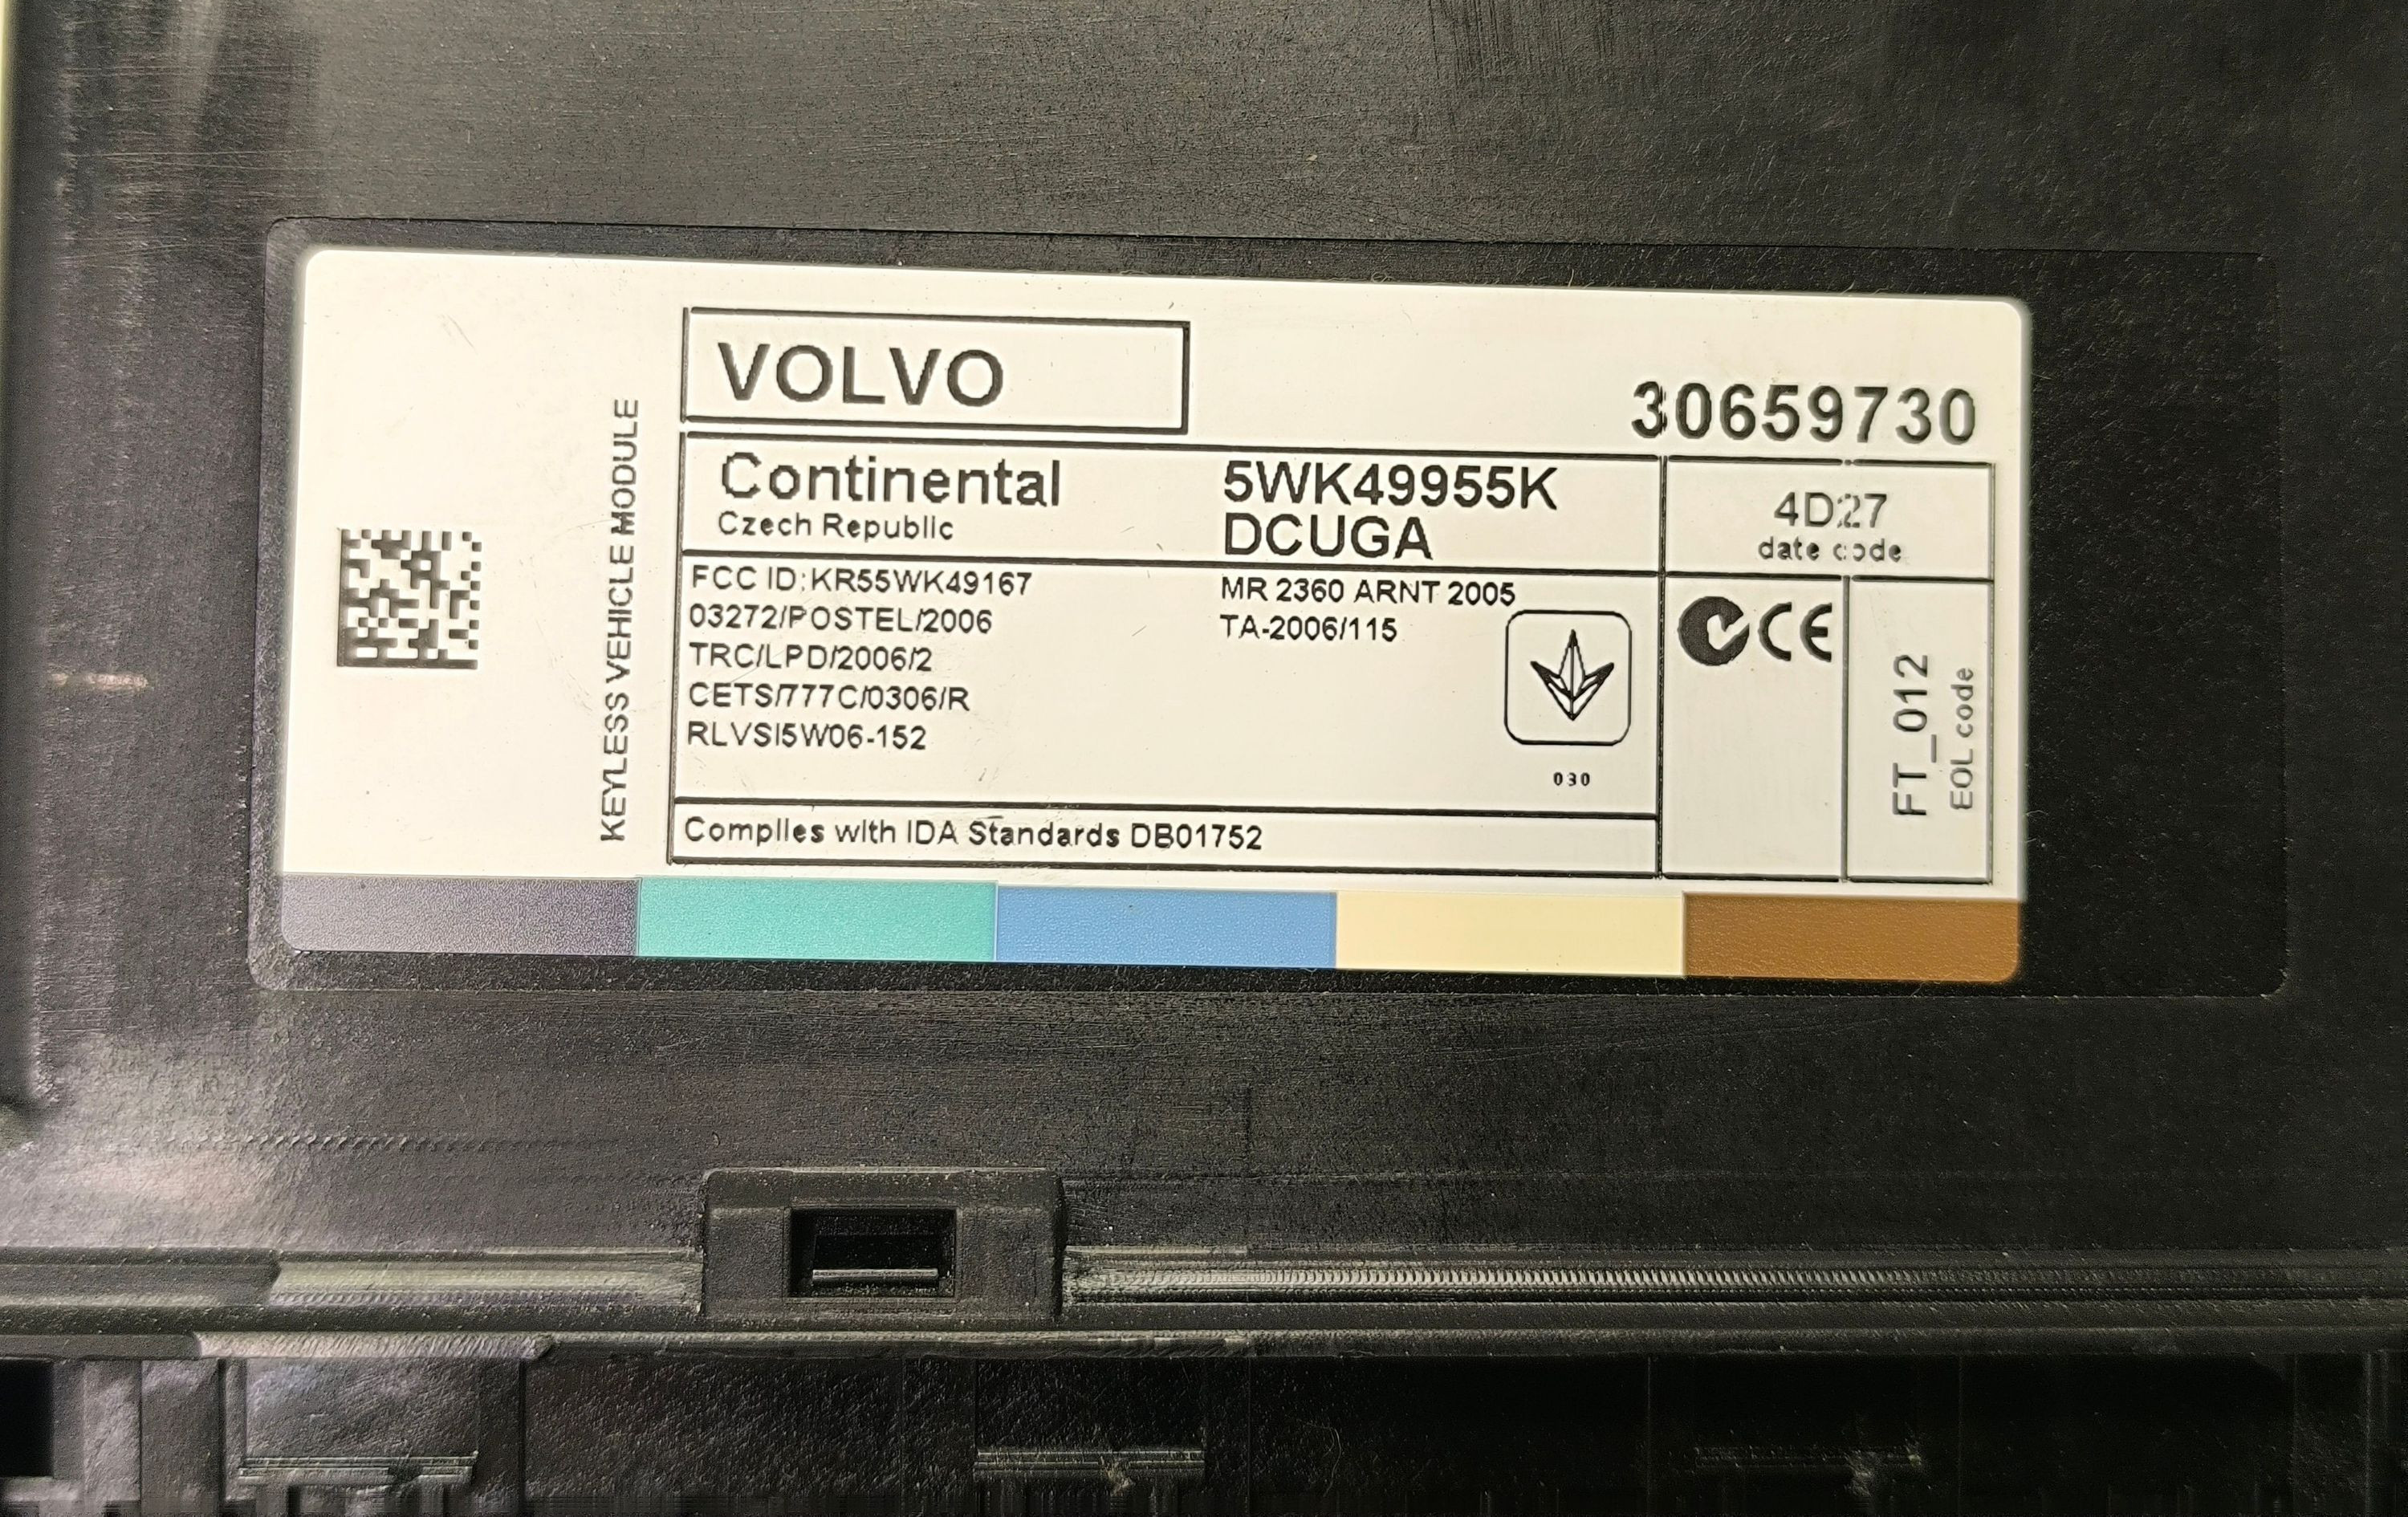 KEYLESS VEHICLE MODULE
VOLVO
30659730
Continental
Czech Republic
5WK49955K
DCUGA
4D27
date code
FCC ID:KR55WK49167
03272/POSTEL/2006
TRC/LPD/2006/2
CETS/777C/0306/R
RLVSI5W06-152
MR 2360 ARNT 2005
TA-2006/115
030
CE
FT_012
EOL code
Complies with IDA Standards DB01752